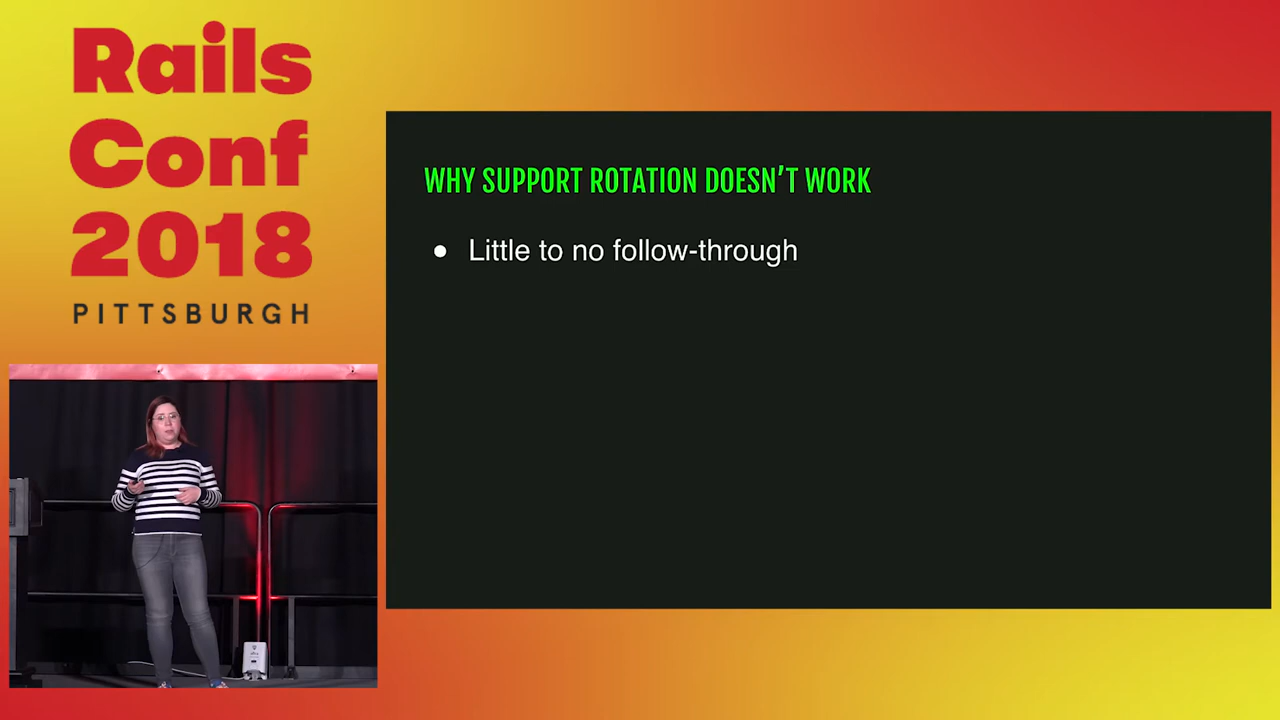 Rails
Conf
2018
PITTSBURGH
WHY SUPPORT ROTATION DOESN'T WORK
● Little to no follow-through